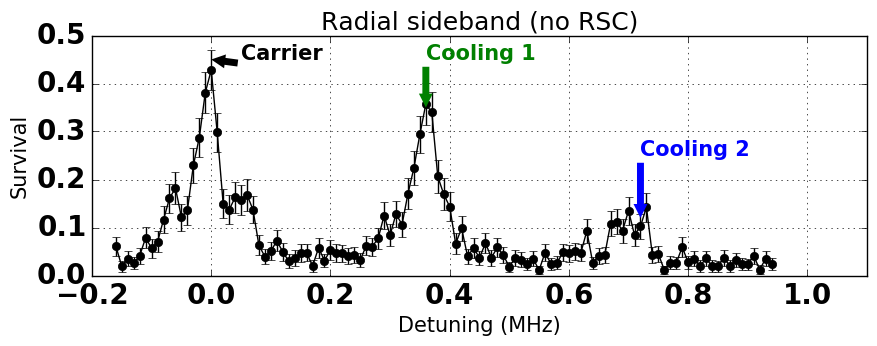 Radial sideband (no RSC)
0.5
Carrier
Cooling 1
0.4
0.3
Cooling 2
0.2
0.1
0.0
Survival
−0.2 0.0 0.2 0.4 0.6 0.8 1.0
Detuning (MHz)